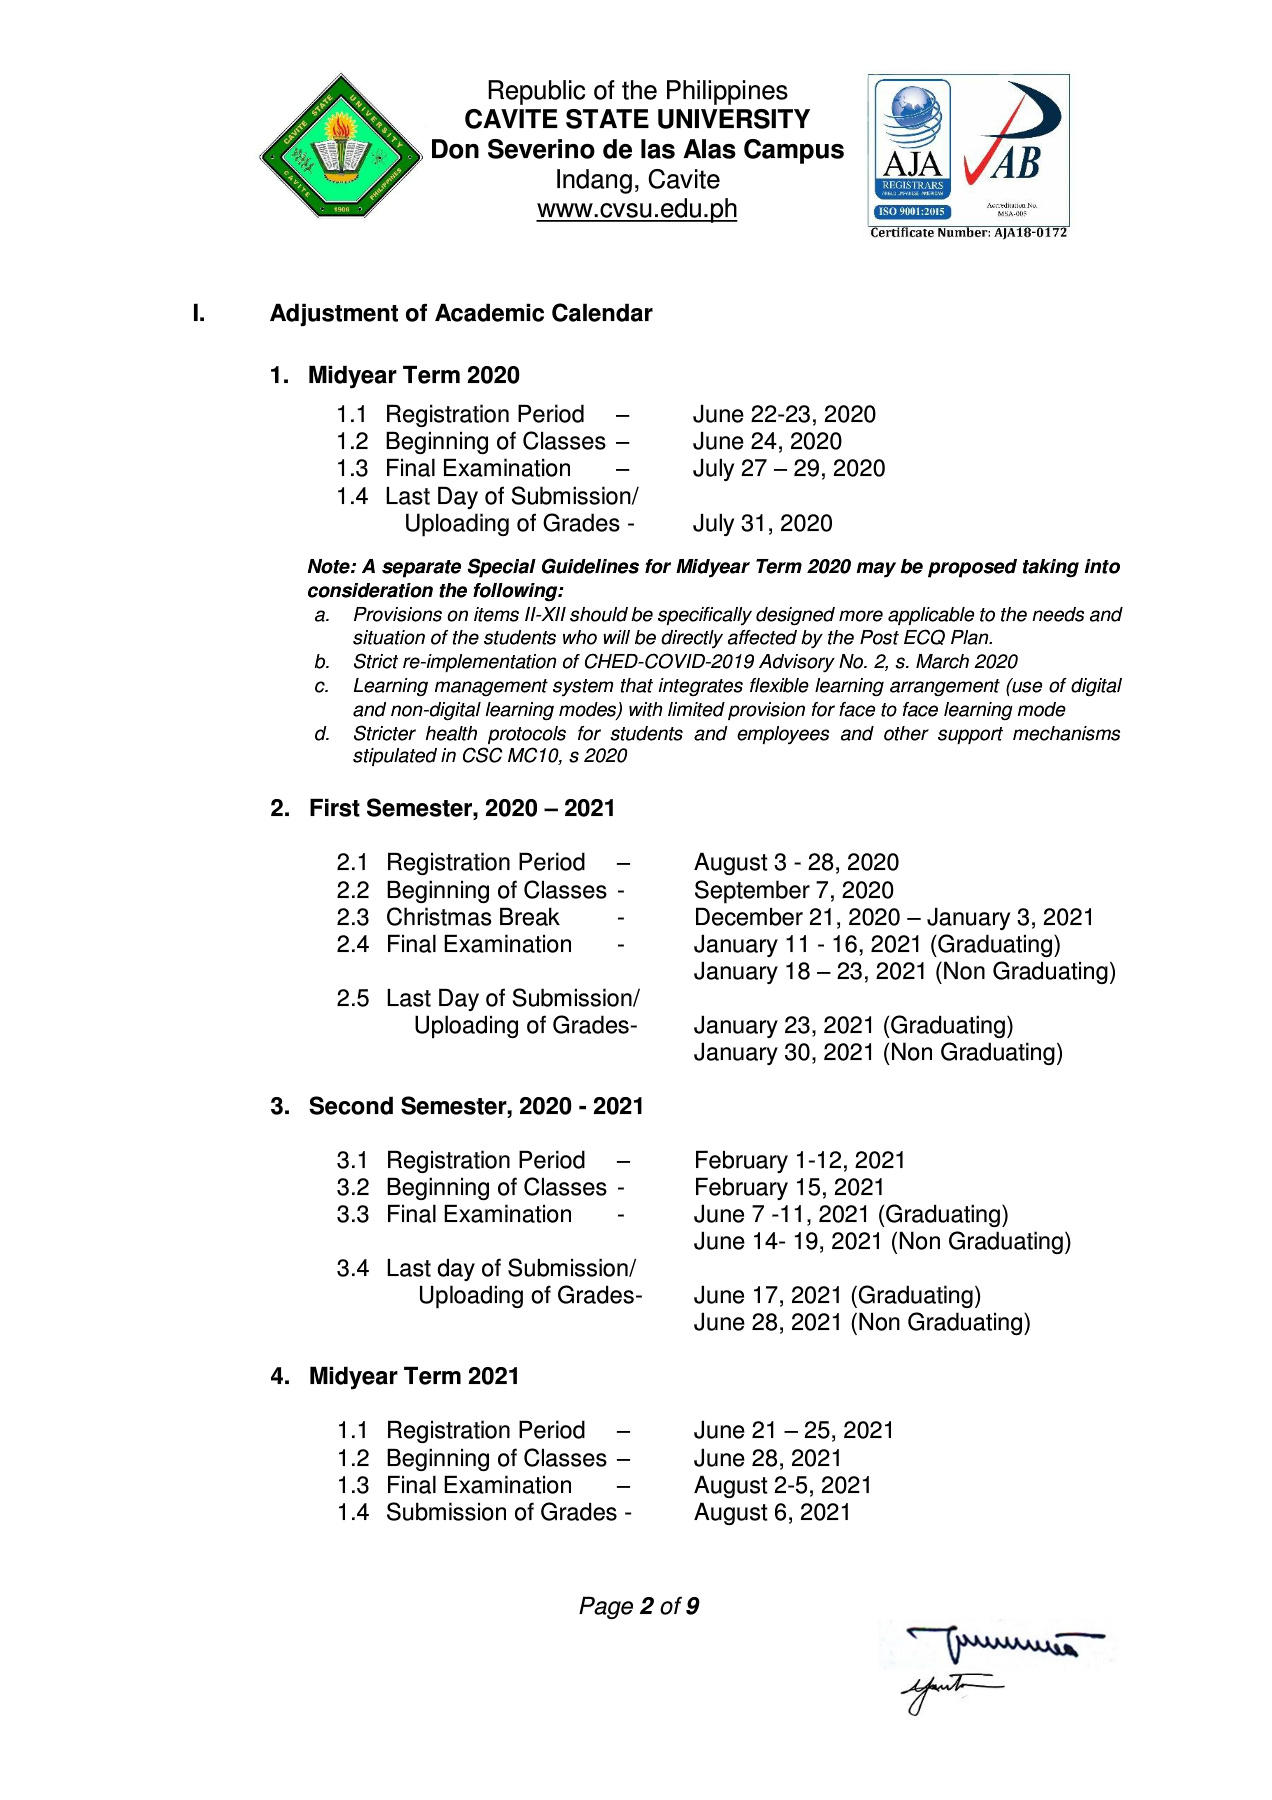 Republic of the Philippines
CAVITE STATE UNIVERSITY
Don Severino de las Alas Campus
Indang, Cavite
www.cvsu.edu.ph
CAVITE STATE UNIVERSITY
CAVITE PHILIPPINES
1906
AJA
REGISTRARS
ANGLO JAPANESE AMERICAN
ISO 9001:2015
PAB
Accreditation No.
MSA-005
Certificate Number: AJA18-0172
I. Adjustment of Academic Calendar
1. Midyear Term 2020
1.1 Registration Period – June 22-23, 2020
1.2 Beginning of Classes – June 24, 2020
1.3 Final Examination – July 27 – 29, 2020
1.4 Last Day of Submission/
Uploading of Grades - July 31, 2020
Note: A separate Special Guidelines for Midyear Term 2020 may be proposed taking into
consideration the following:
a. Provisions on items II-XII should be specifically designed more applicable to the needs and
situation of the students who will be directly affected by the Post ECQ Plan.
b. Strict re-implementation of CHED-COVID-2019 Advisory No. 2, s. March 2020
c. Learning management system that integrates flexible learning arrangement (use of digital
and non-digital learning modes) with limited provision for face to face learning mode
d. Stricter health protocols for students and employees and other support mechanisms
stipulated in CSC MC10, s 2020
2. First Semester, 2020 – 2021
2.1 Registration Period – August 3 - 28, 2020
2.2 Beginning of Classes - September 7, 2020
2.3 Christmas Break - December 21, 2020 – January 3, 2021
2.4 Final Examination - January 11 - 16, 2021 (Graduating)
January 18 – 23, 2021 (Non Graduating)
2.5 Last Day of Submission/
Uploading of Grades- January 23, 2021 (Graduating)
January 30, 2021 (Non Graduating)
3. Second Semester, 2020 - 2021
3.1 Registration Period – February 1-12, 2021
3.2 Beginning of Classes - February 15, 2021
3.3 Final Examination - June 7 -11, 2021 (Graduating)
June 14- 19, 2021 (Non Graduating)
3.4 Last day of Submission/
Uploading of Grades- June 17, 2021 (Graduating)
June 28, 2021 (Non Graduating)
4. Midyear Term 2021
1.1 Registration Period – June 21 – 25, 2021
1.2 Beginning of Classes – June 28, 2021
1.3 Final Examination – August 2-5, 2021
1.4 Submission of Grades - August 6, 2021
Page 2 of 9